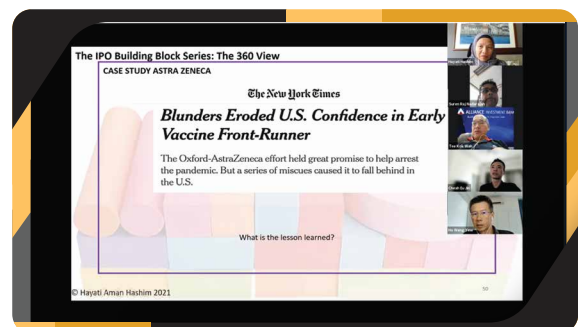 The IPO Building Block Series: The 360 View
CASE STUDY ASTRA ZENECA
The New York Times
Blunders Eroded U.S. Confidence in Early
Vaccine Front-Runner
The Oxford-AstraZeneca effort held great promise to help arrest
the pandemic. But a series of miscues caused it to fall behind in
the U.S.
What is the lesson learned?
© Hayati Aman Hashim 2021
ALLIANCE INVESTMENT BANK